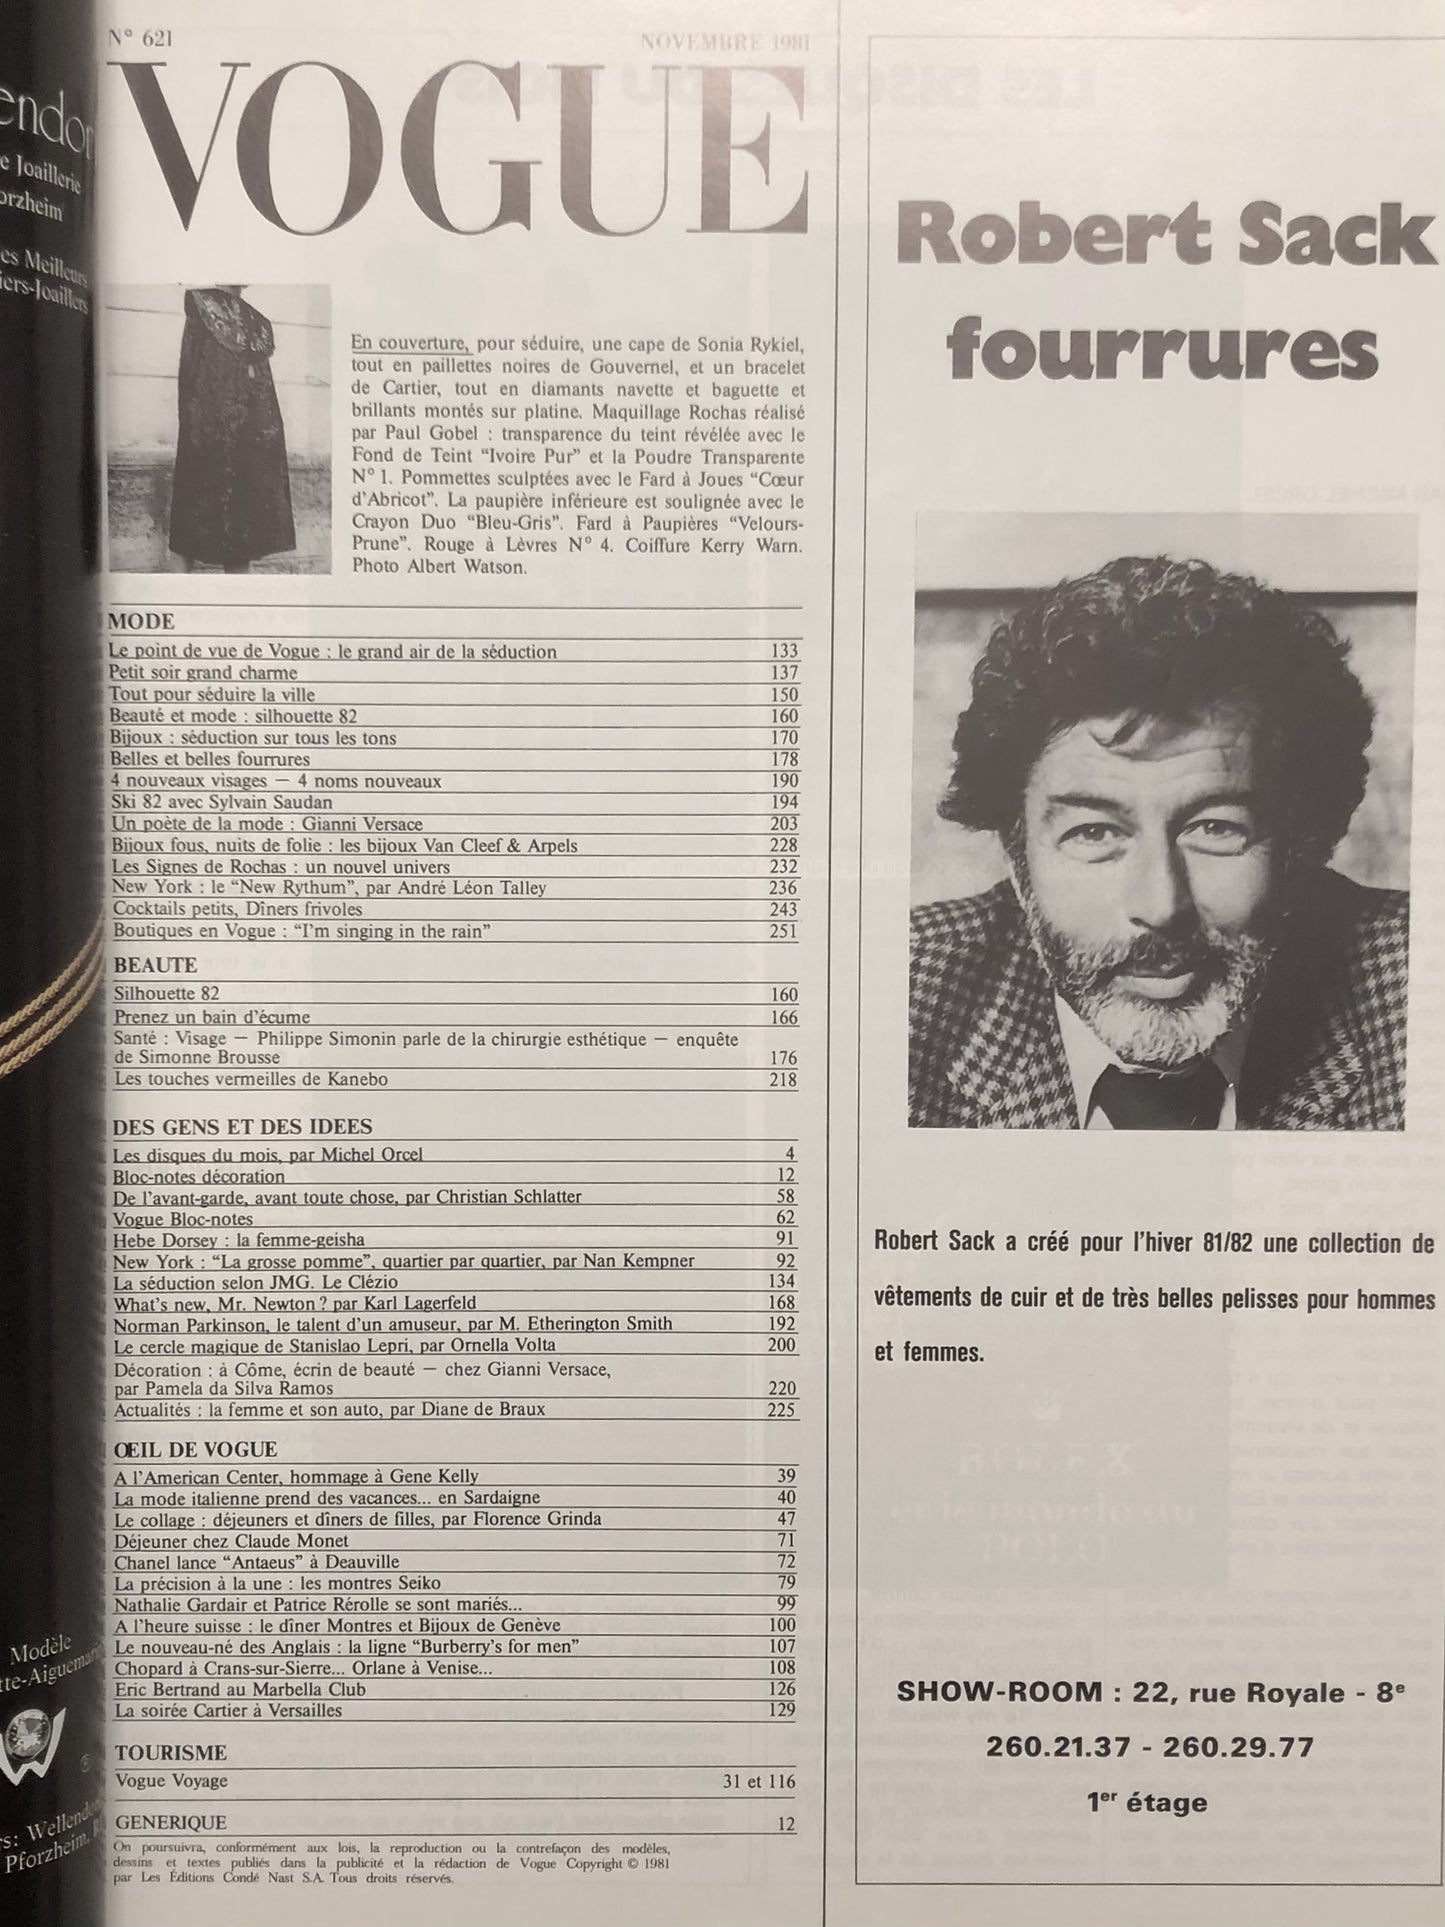 N° 621
NOVEMBRE 1981
VOGUE
En couverture, pour séduire, une cape de Sonia Rykiel,
tout en paillettes noires de Gouvernel, et un bracelet
de Cartier, tout en diamants navette et baguette et
brillants montés sur platine. Maquillage Rochas réalisé
par Paul Gobel : transparence du teint révélée avec le
Fond de Teint “Ivoire Pur” et la Poudre Transparente
N° 1. Pommettes sculptées avec le Fard à Joues “Cœur
d’Abricot”. La paupière inférieure est soulignée avec le
Crayon Duo “Bleu-Gris”. Fard à Paupières “Velours-
Prune”. Rouge à Lèvres N° 4. Coiffure Kerry Warn.
Photo Albert Watson.
MODE
Le point de vue de Vogue : le grand air de la séduction 133
Petit soir grand charme 137
Tout pour séduire la ville 150
Beauté et mode : silhouette 82 160
Bijoux : séduction sur tous les tons 170
Belles et belles fourrures 178
4 nouveaux visages — 4 noms nouveaux 190
Ski 82 avec Sylvain Saudan 194
Un poète de la mode : Gianni Versace 203
Bijoux fous, nuits de folie : les bijoux Van Cleef & Arpels 228
Les Signes de Rochas : un nouvel univers 232
New York : le “New Rythum”, par André Léon Talley 236
Cocktails petits, Dîners frivoles 243
Boutiques en Vogue : “I’m singing in the rain” 251
BEAUTE
Silhouette 82 160
Prenez un bain d’écume 166
Santé : Visage — Philippe Simonin parle de la chirurgie esthétique — enquête
de Simonne Brousse 176
Les touches vermeilles de Kanebo 218
DES GENS ET DES IDEES
Les disques du mois, par Michel Orcel 4
Bloc-notes décoration 12
De l’avant-garde, avant toute chose, par Christian Schlatter 58
Vogue Bloc-notes 62
Hebe Dorsey : la femme-geisha 91
New York : “La grosse pomme”, quartier par quartier, par Nan Kempner 92
La séduction selon JMG. Le Clézio 134
What’s new, Mr. Newton ? par Karl Lagerfeld 168
Norman Parkinson, le talent d’un amuseur, par M. Etherington Smith 192
Le cercle magique de Stanislao Lepri, par Ornella Volta 200
Décoration : à Côme, écrin de beauté — chez Gianni Versace,
par Pamela da Silva Ramos 220
Actualités : la femme et son auto, par Diane de Braux 225
ŒIL DE VOGUE
A l’American Center, hommage à Gene Kelly 39
La mode italienne prend des vacances... en Sardaigne 40
Le collage : déjeuners et dîners de filles, par Florence Grinda 47
Déjeuner chez Claude Monet 71
Chanel lance “Antaeus” à Deauville 72
La précision à la une : les montres Seiko 79
Nathalie Gardair et Patrice Rérolle se sont mariés... 99
A l’heure suisse : le dîner Montres et Bijoux de Genève 100
Le nouveau-né des Anglais : la ligne “Burberry’s for men” 107
Chopard à Crans-sur-Sierre... Orlane à Venise... 108
Eric Bertrand au Marbella Club 126
La soirée Cartier à Versailles 129
TOURISME
Vogue Voyage 31 et 116
GENERIQUE 12
On poursuivra, conformément aux lois, la reproduction ou la contrefaçon des modèles,
dessins et textes publiés dans la publicité et la rédaction de Vogue Copyright © 1981
par Les Éditions Condé Nast S.A. Tous droits réservés.
Robert Sack
fourrures
Robert Sack a créé pour l’hiver 81/82 une collection de
vêtements de cuir et de très belles pelisses pour hommes
et femmes.
SHOW-ROOM : 22, rue Royale - 8e
260.21.37 - 260.29.77
1er étage
Joaillerie
Meilleurs
Modèle
Pforzheim